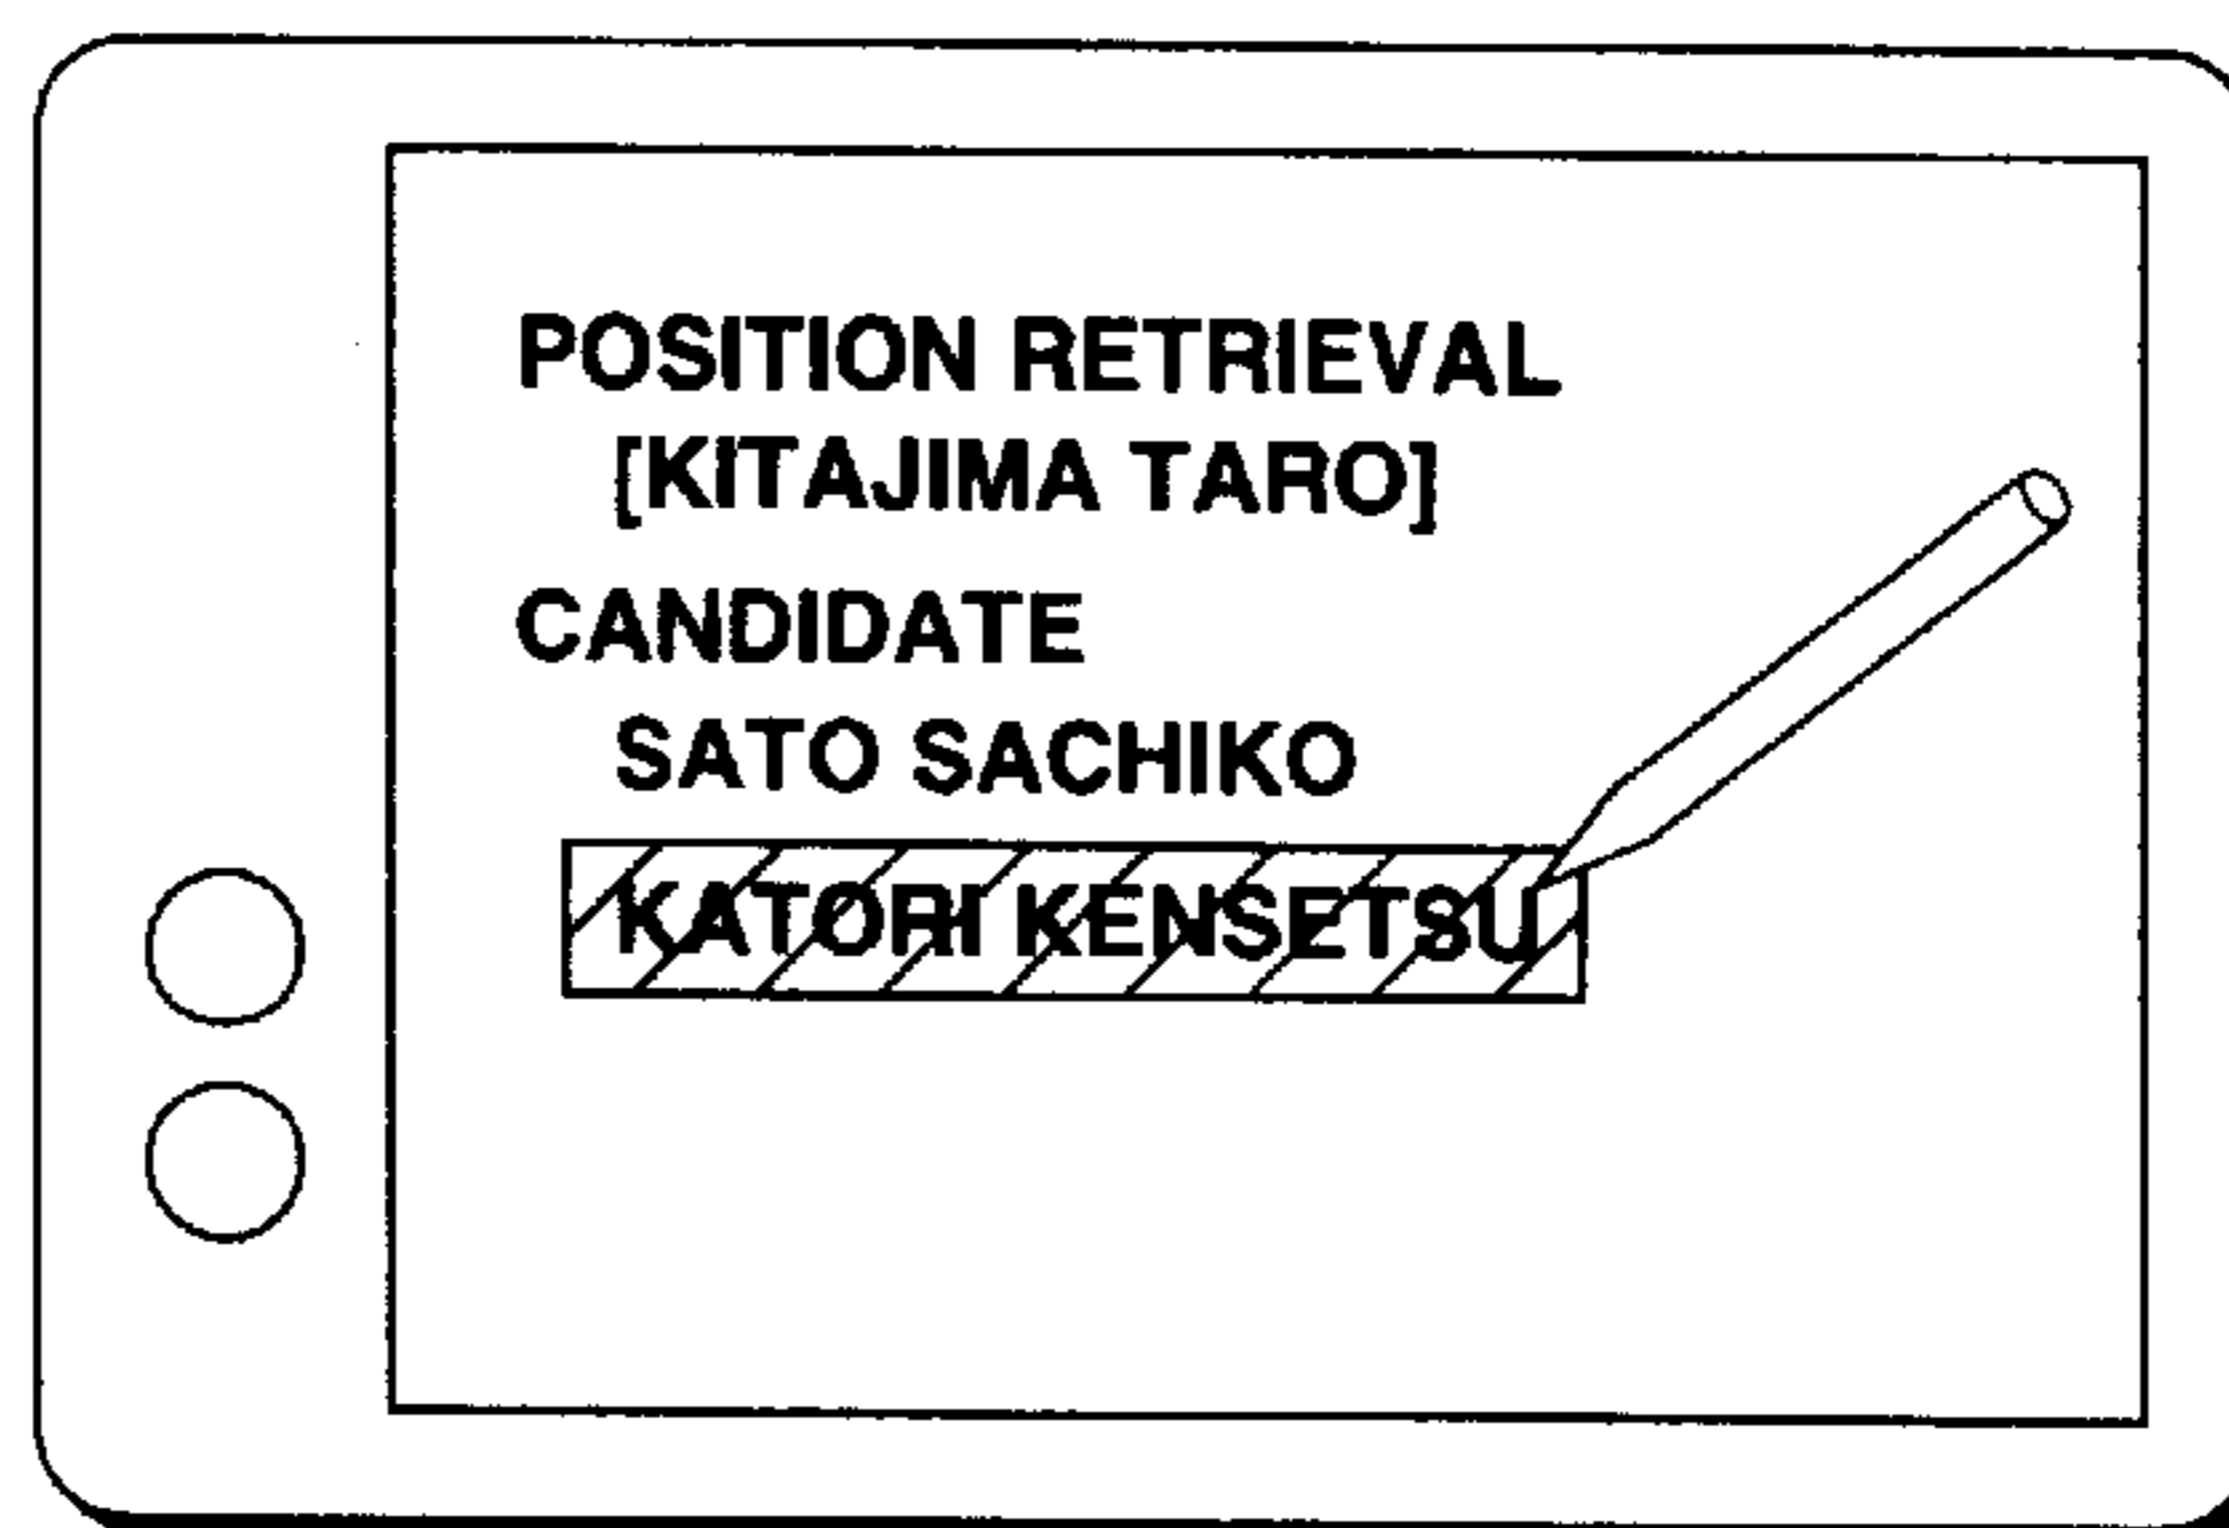 POSITION RETRIEVAL
[KITAJIMA TARO]
CANDIDATE
SATO SACHIKO
KATORI KENSETSU